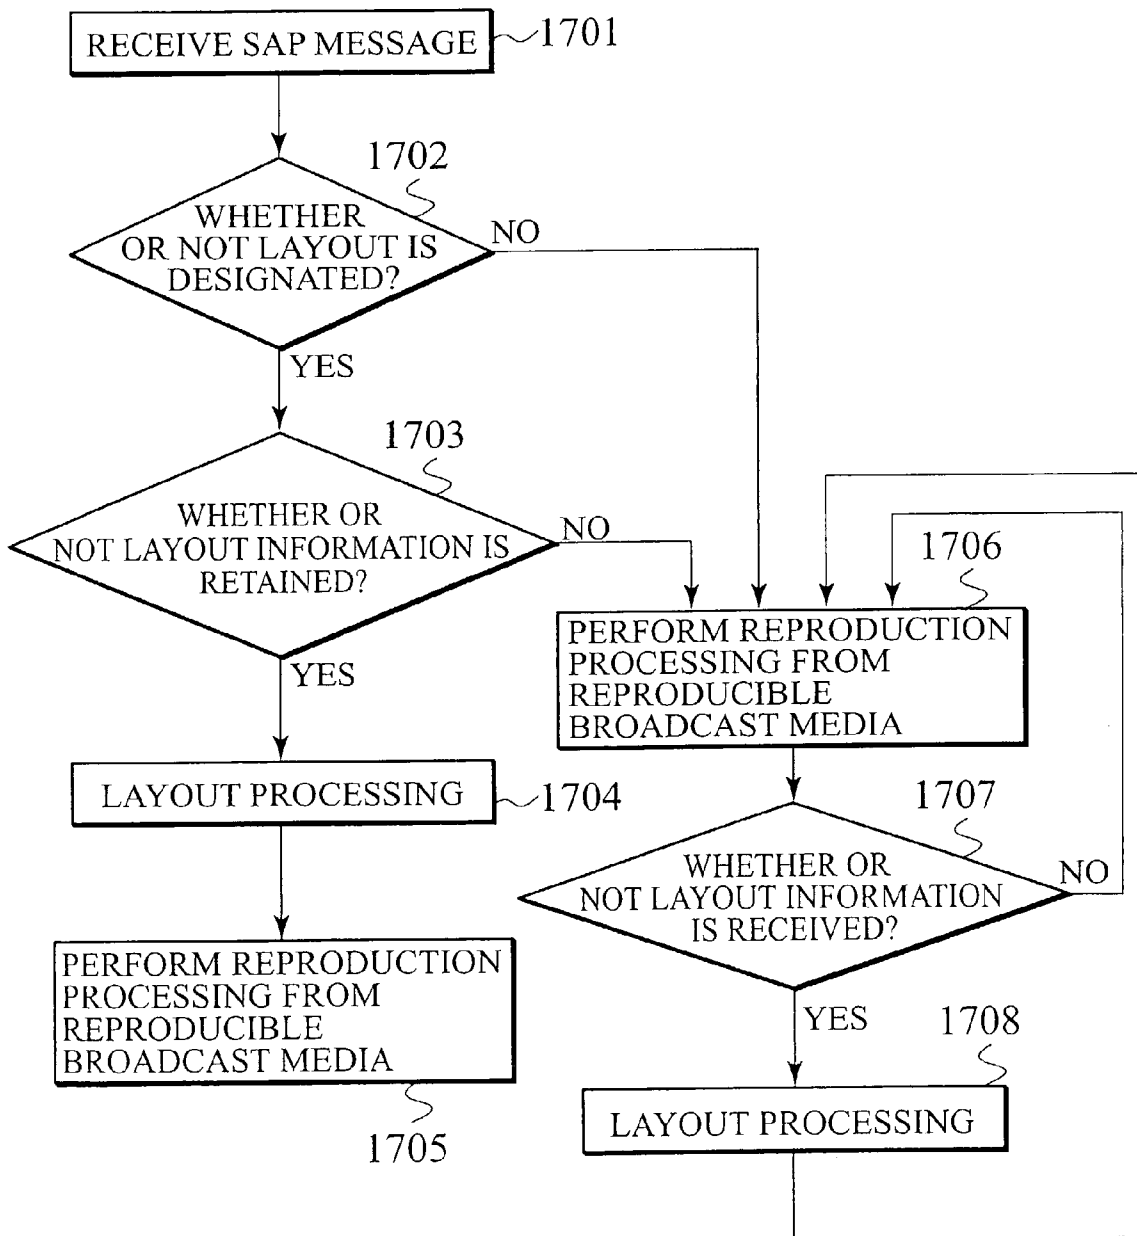 RECEIVE SAP MESSAGE
1701
1702
WHETHER
OR NOT LAYOUT IS
DESIGNATED?
NO
YES
1703
WHETHER OR
NOT LAYOUT INFORMATION IS
RETAINED?
NO
YES
LAYOUT PROCESSING
1704
PERFORM REPRODUCTION
PROCESSING FROM
REPRODUCIBLE
BROADCAST MEDIA
1705
1706
PERFORM REPRODUCTION
PROCESSING FROM
REPRODUCIBLE
BROADCAST MEDIA
1707
WHETHER OR
NOT LAYOUT INFORMATION
IS RECEIVED?
NO
YES
1708
LAYOUT PROCESSING